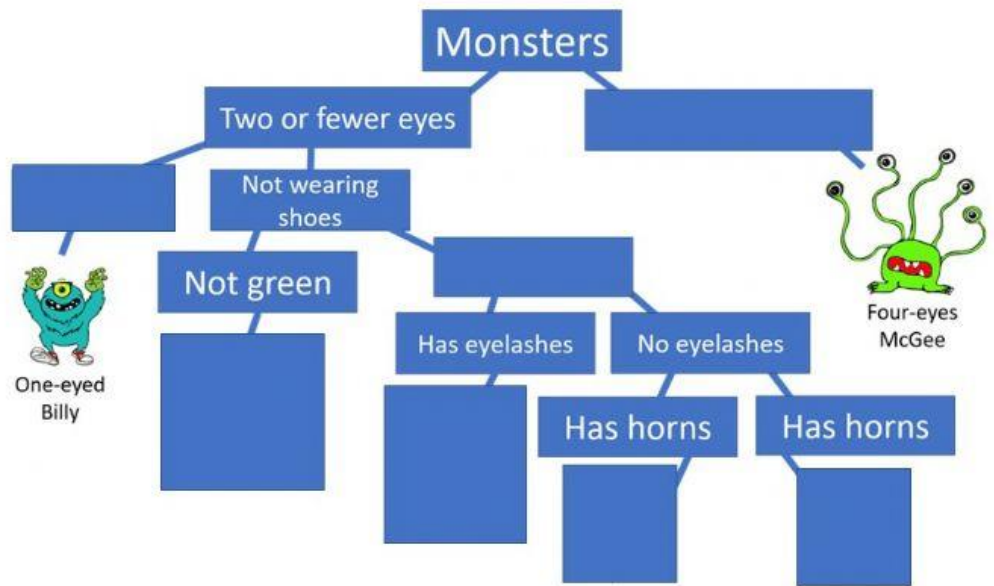 Monsters
Two or fewer eyes
Not wearing
shoes
Not green
Has eyelashes
No eyelashes
Has horns
Has horns
One-eyed
Billy
Four-eyes
McGee